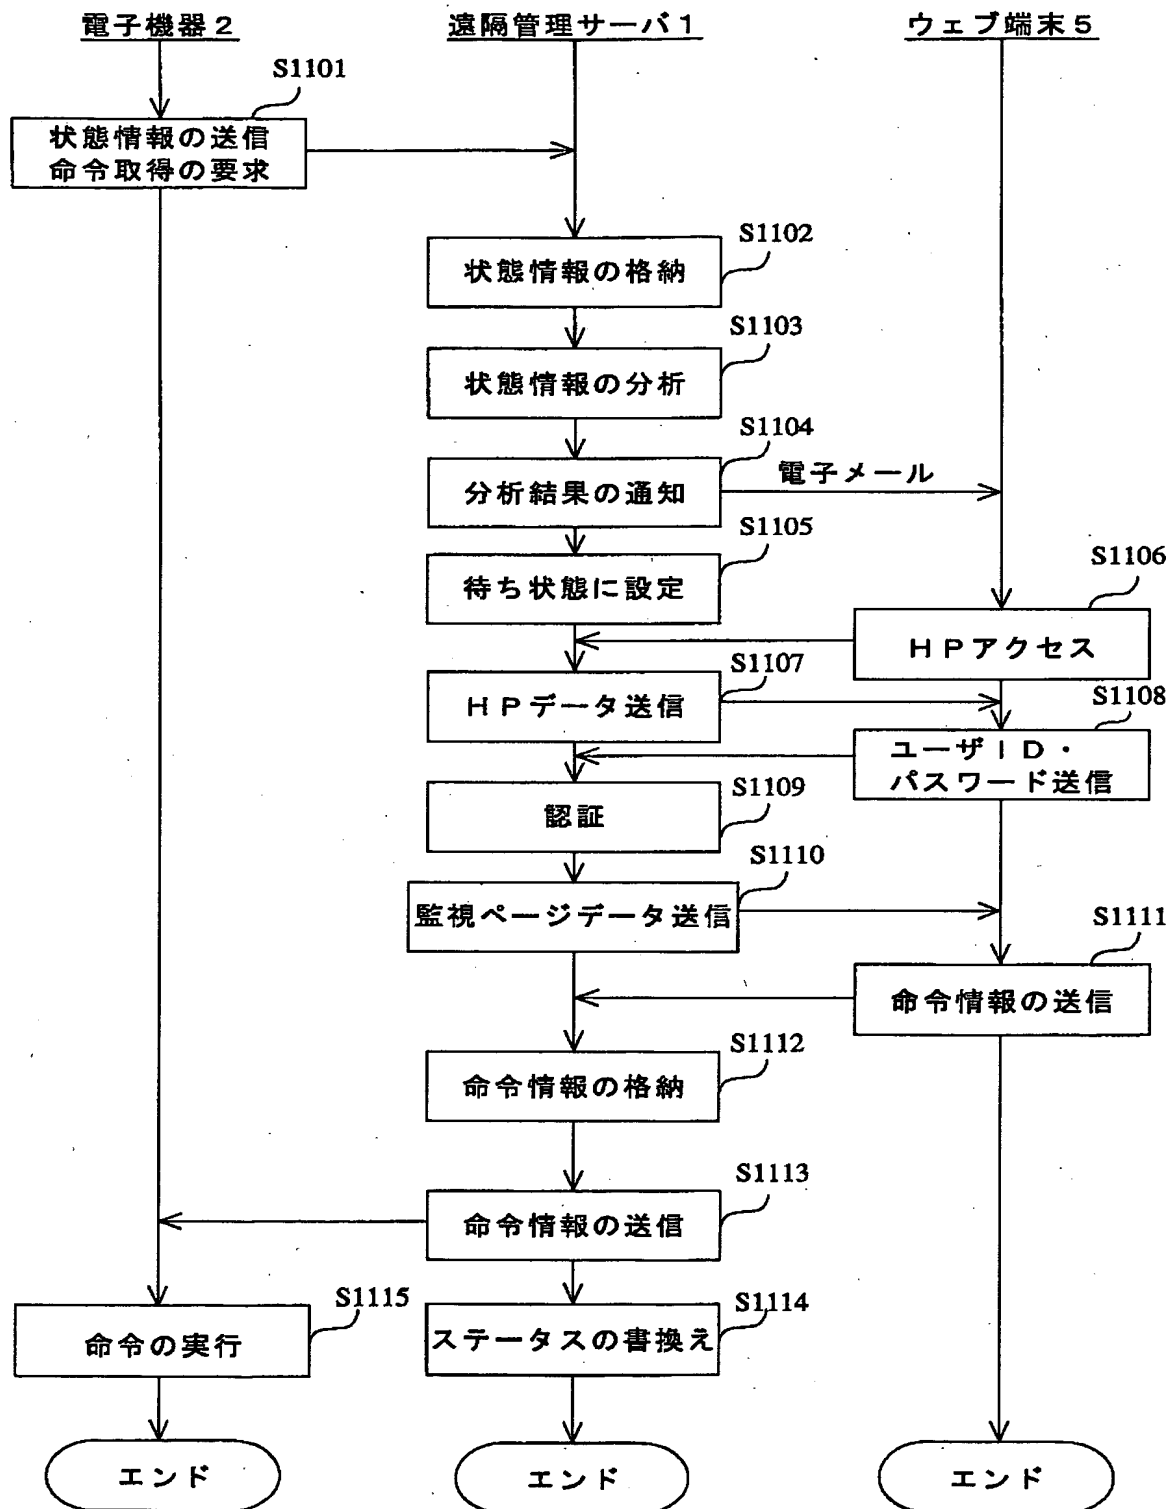 電子機器2
遠隔管理サーバ1
ウェブ端末5
S1101
状態情報の送信
命令取得の要求
S1102
状態情報の格納
S1103
状態情報の分析
S1104
分析結果の通知
電子メール
S1105
待ち状態に設定
S1106
HPアクセス
S1107
HPデータ送信
S1108
ユーザID・
パスワード送信
S1109
認証
S1110
監視ページデータ送信
S1111
命令情報の送信
S1112
命令情報の格納
S1113
命令情報の送信
S1114
ステータスの書換え
S1115
命令の実行
エンド
エンド
エンド